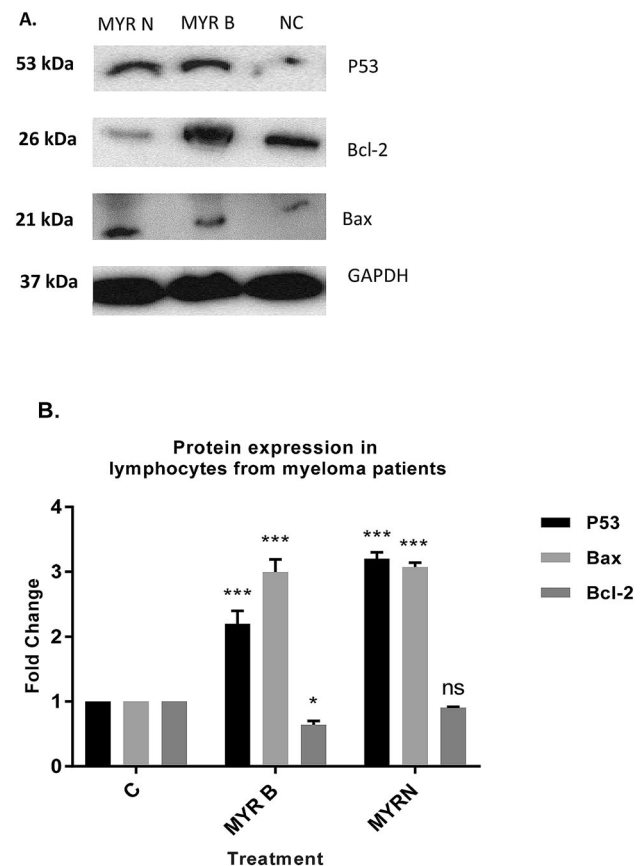 A.
MYR N MYR B NC
53 kDa P53
26 kDa Bcl-2
21 kDa Bax
37 kDa GAPDH
B.
Protein expression in
lymphocytes from myeloma patients
4
3
2
1
0
Fold Change
***
***
*
***
***
ns
C
MYR B
MYRN
Treatment
P53
Bax
Bcl-2